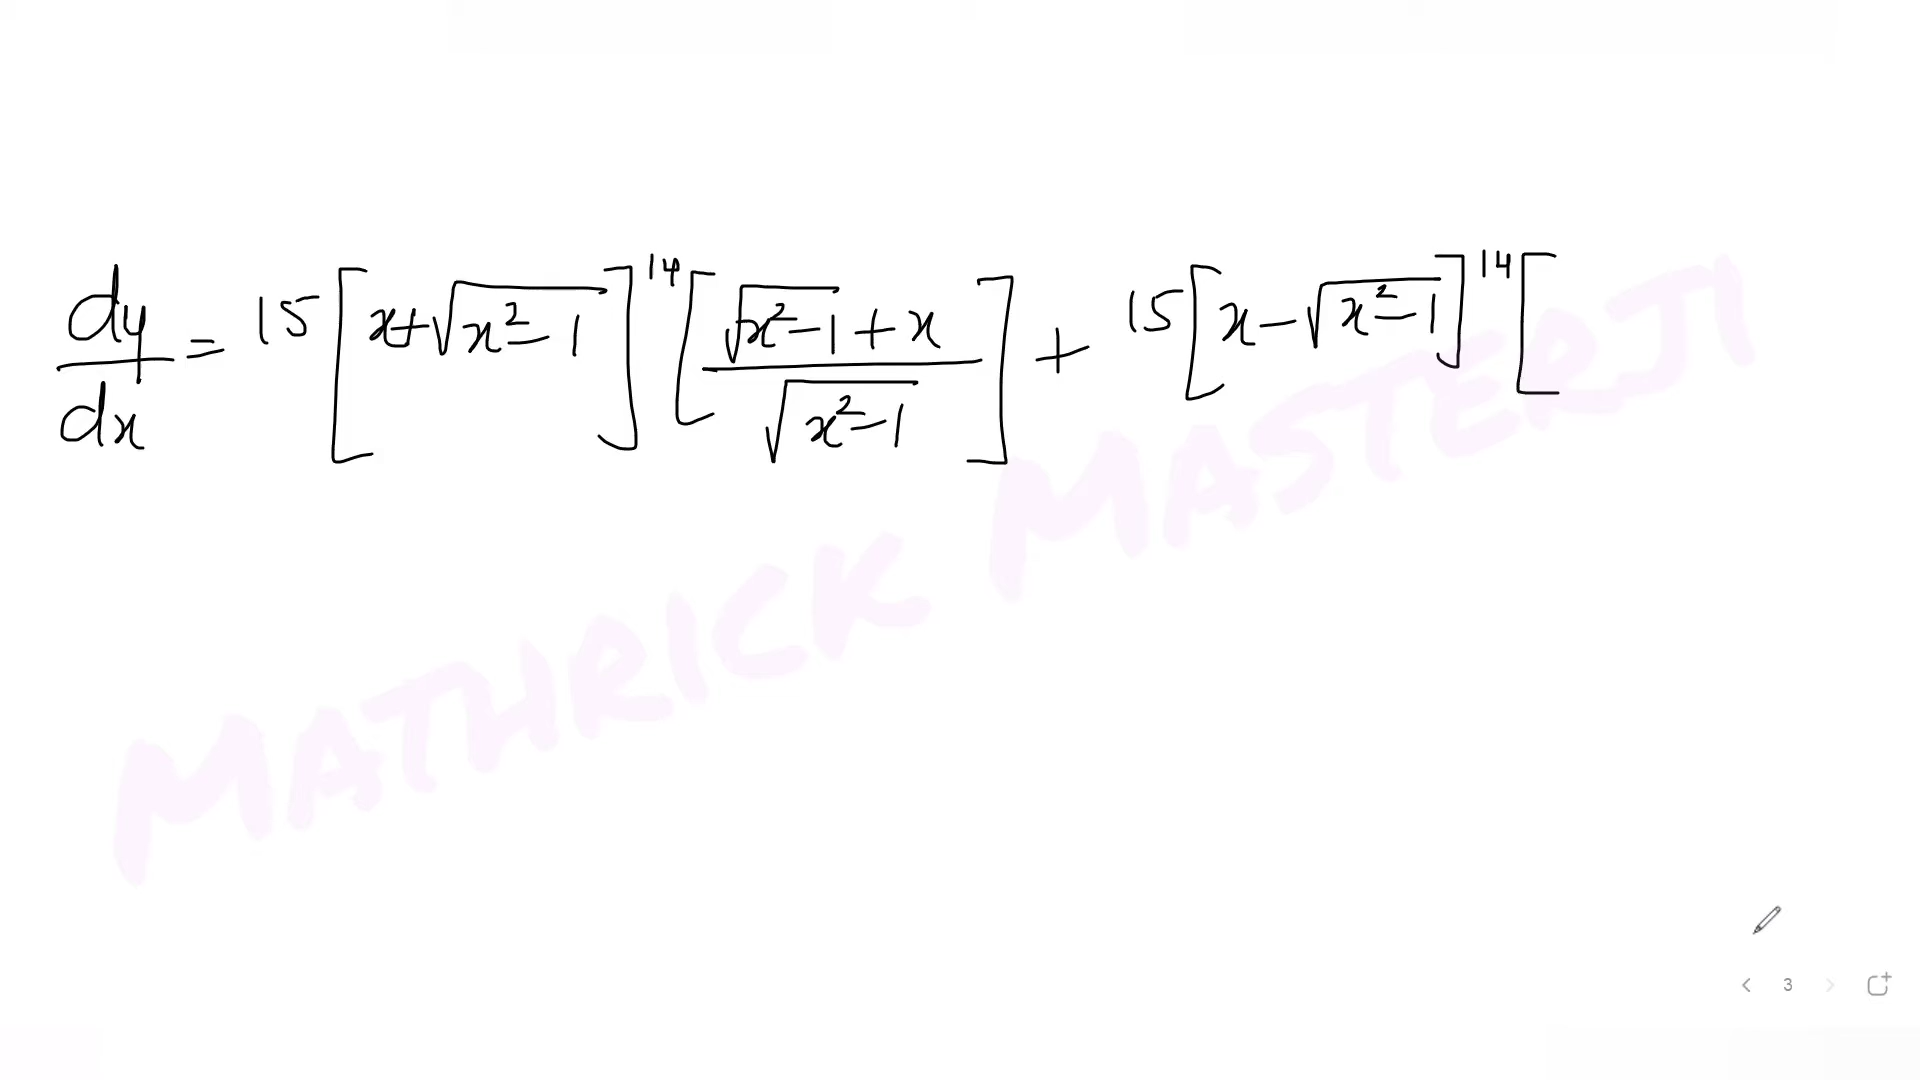 dy/dx = 15 [x+√(x²-1)]¹⁴ [(√(x²-1) + x)/√(x²-1)] + 15 [x-√(x²-1)]¹⁴ [
MATHRICK MASTERJI
3